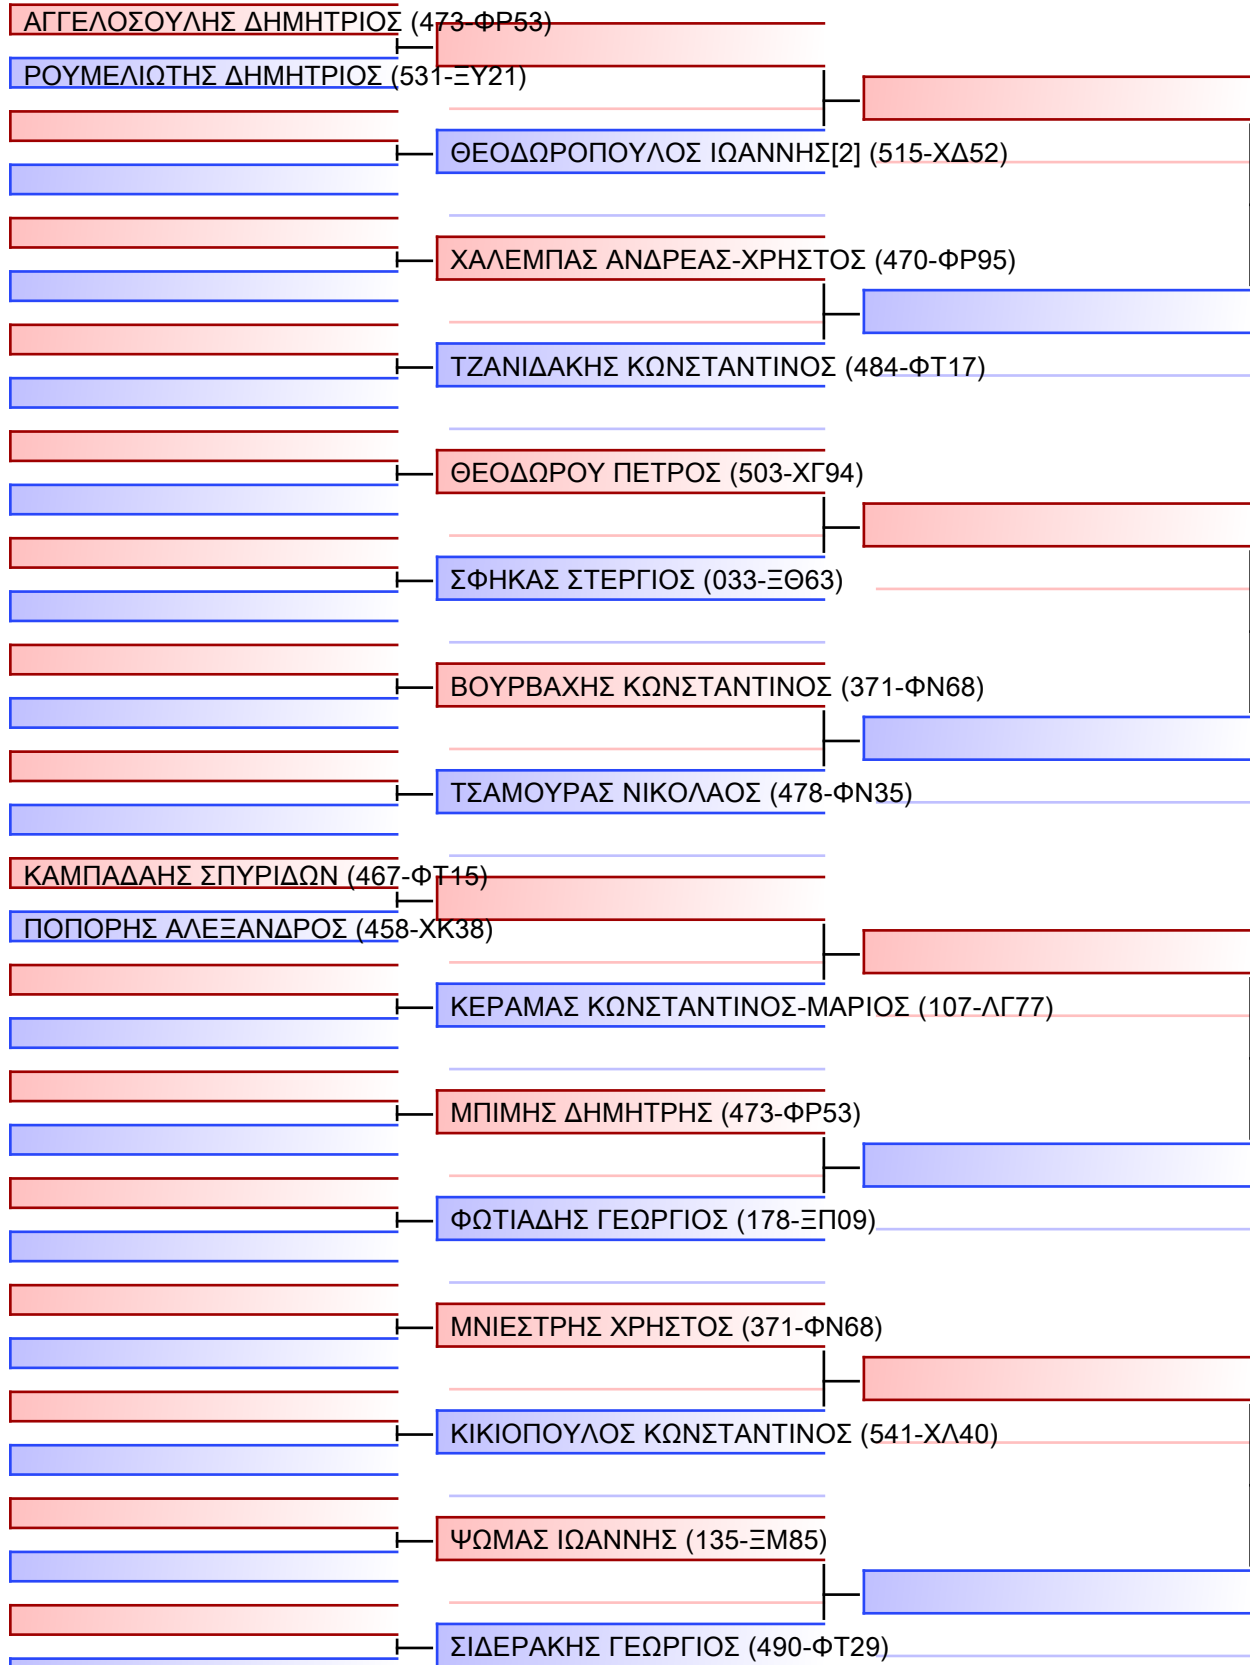 ΑΓΓΕΛΟΣΟΥΛΗΣ ΔΗΜΗΤΡΙΟΣ (473-ΦΡ53)
ΡΟΥΜΕΛΙΩΤΗΣ ΔΗΜΗΤΡΙΟΣ (531-ΞΥ21)
ΘΕΟΔΩΡΟΠΟΥΛΟΣ ΙΩΑΝΝΗΣ[2] (515-ΧΔ52)
ΧΑΛΕΜΠΑΣ ΑΝΔΡΕΑΣ-ΧΡΗΣΤΟΣ (470-ΦΡ95)
ΤΖΑΝΙΔΑΚΗΣ ΚΩΝΣΤΑΝΤΙΝΟΣ (484-ΦΤ17)
ΘΕΟΔΩΡΟΥ ΠΕΤΡΟΣ (503-ΧΓ94)
ΣΦΗΚΑΣ ΣΤΕΡΓΙΟΣ (033-ΞΘ63)
ΒΟΥΡΒΑΧΗΣ ΚΩΝΣΤΑΝΤΙΝΟΣ (371-ΦΝ68)
ΤΣΑΜΟΥΡΑΣ ΝΙΚΟΛΑΟΣ (478-ΦΝ35)
ΚΑΜΠΑΔΑΗΣ ΣΠΥΡΙΔΩΝ (467-ΦΤ15)
ΠΟΠΟΡΗΣ ΑΛΕΞΑΝΔΡΟΣ (458-ΧΚ38)
ΚΕΡΑΜΑΣ ΚΩΝΣΤΑΝΤΙΝΟΣ-ΜΑΡΙΟΣ (107-ΛΓ77)
ΜΠΙΜΗΣ ΔΗΜΗΤΡΗΣ (473-ΦΡ53)
ΦΩΤΙΑΔΗΣ ΓΕΩΡΓΙΟΣ (178-ΞΠ09)
ΜΝΙΕΣΤΡΗΣ ΧΡΗΣΤΟΣ (371-ΦΝ68)
ΚΙΚΙΟΠΟΥΛΟΣ ΚΩΝΣΤΑΝΤΙΝΟΣ (541-ΧΛ40)
ΨΩΜΑΣ ΙΩΑΝΝΗΣ (135-ΞΜ85)
ΣΙΔΕΡΑΚΗΣ ΓΕΩΡΓΙΟΣ (490-ΦΤ29)